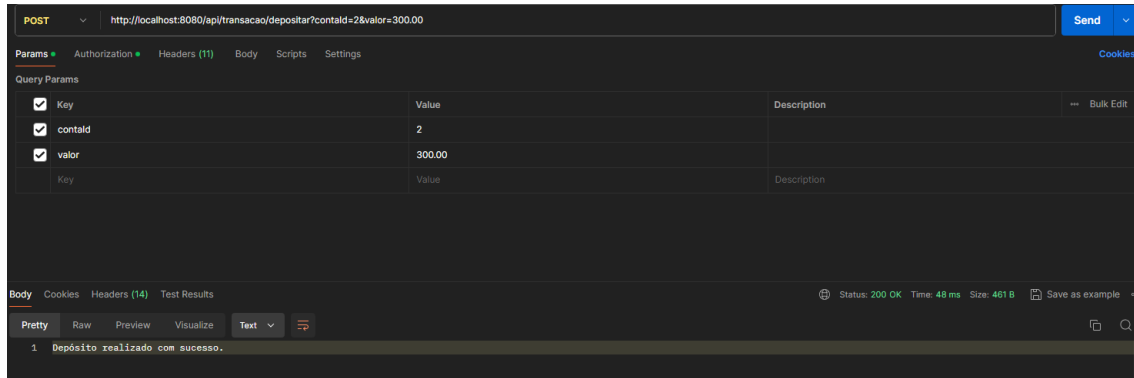 POST http://localhost:8080/api/transacao/depositar?contaId=2&valor=300.00 Send
Params Authorization Headers (11) Body Scripts Settings Cookies
Query Params
Key Value Description ••• Bulk Edit
contaId 2
valor 300.00
Key Value Description
Body Cookies Headers (14) Test Results Status: 200 OK Time: 48 ms Size: 461 B Save as example
Pretty Raw Preview Visualize Text
1 Depósito realizado com sucesso.